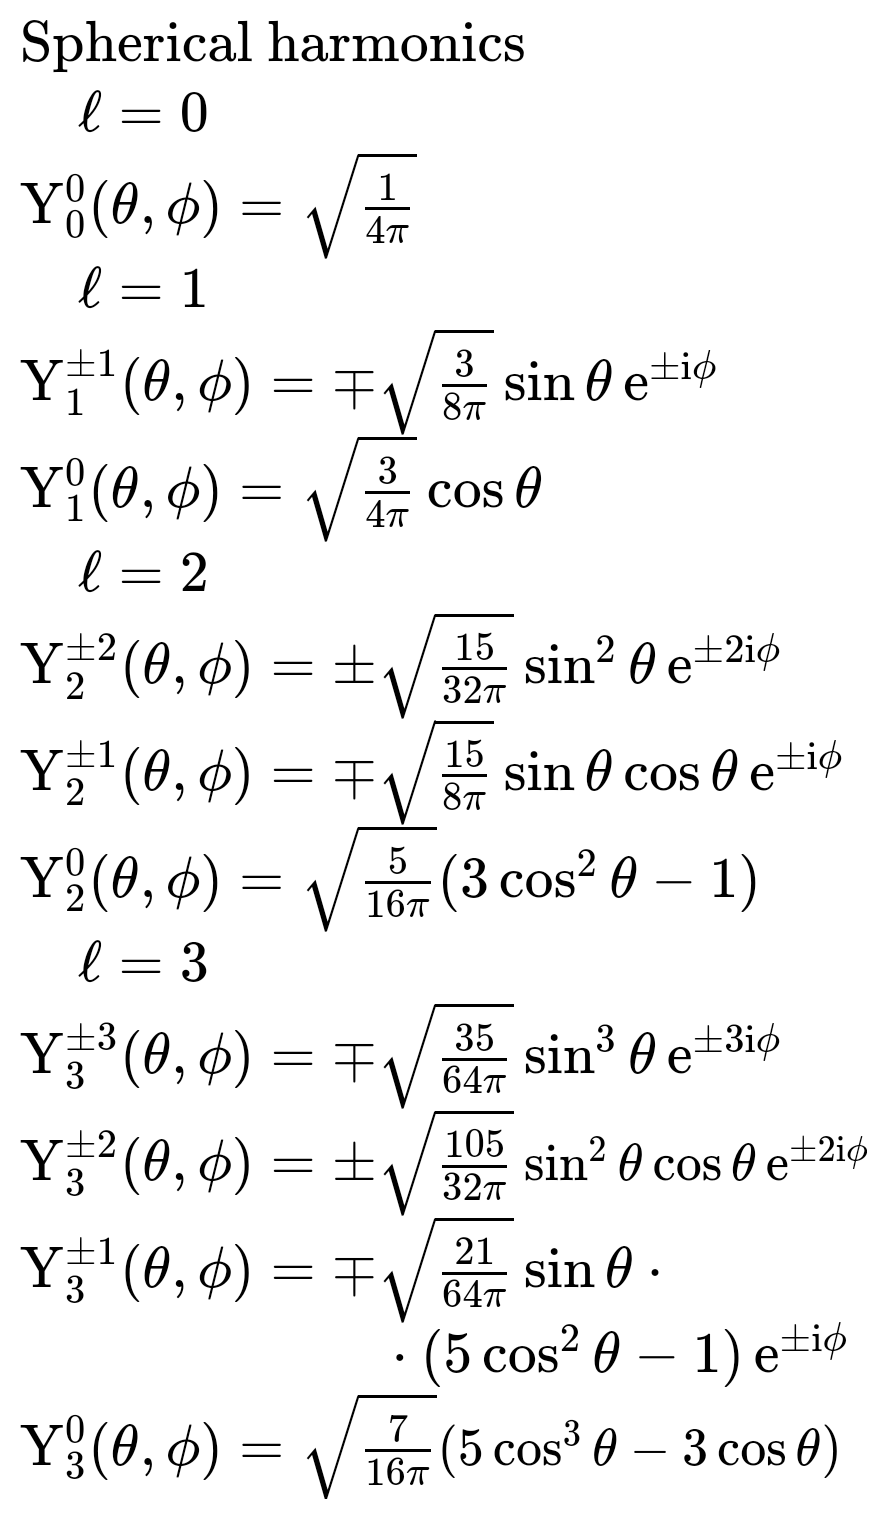 Spherical harmonics
ℓ = 0
Y₀⁰(θ, ϕ) = √(1/4π)
ℓ = 1
Y₁^{±1}(θ, ϕ) = ∓√(3/8π) sin θ e^{±iϕ}
Y₁⁰(θ, ϕ) = √(3/4π) cos θ
ℓ = 2
Y₂^{±2}(θ, ϕ) = ±√(15/32π) sin² θ e^{±2iϕ}
Y₂^{±1}(θ, ϕ) = ∓√(15/8π) sin θ cos θ e^{±iϕ}
Y₂⁰(θ, ϕ) = √(5/16π)(3 cos² θ − 1)
ℓ = 3
Y₃^{±3}(θ, ϕ) = ∓√(35/64π) sin³ θ e^{±3iϕ}
Y₃^{±2}(θ, ϕ) = ±√(105/32π) sin² θ cos θ e^{±2iϕ}
Y₃^{±1}(θ, ϕ) = ∓√(21/64π) sin θ ·
· (5 cos² θ − 1) e^{±iϕ}
Y₃⁰(θ, ϕ) = √(7/16π)(5 cos³ θ − 3 cos θ)